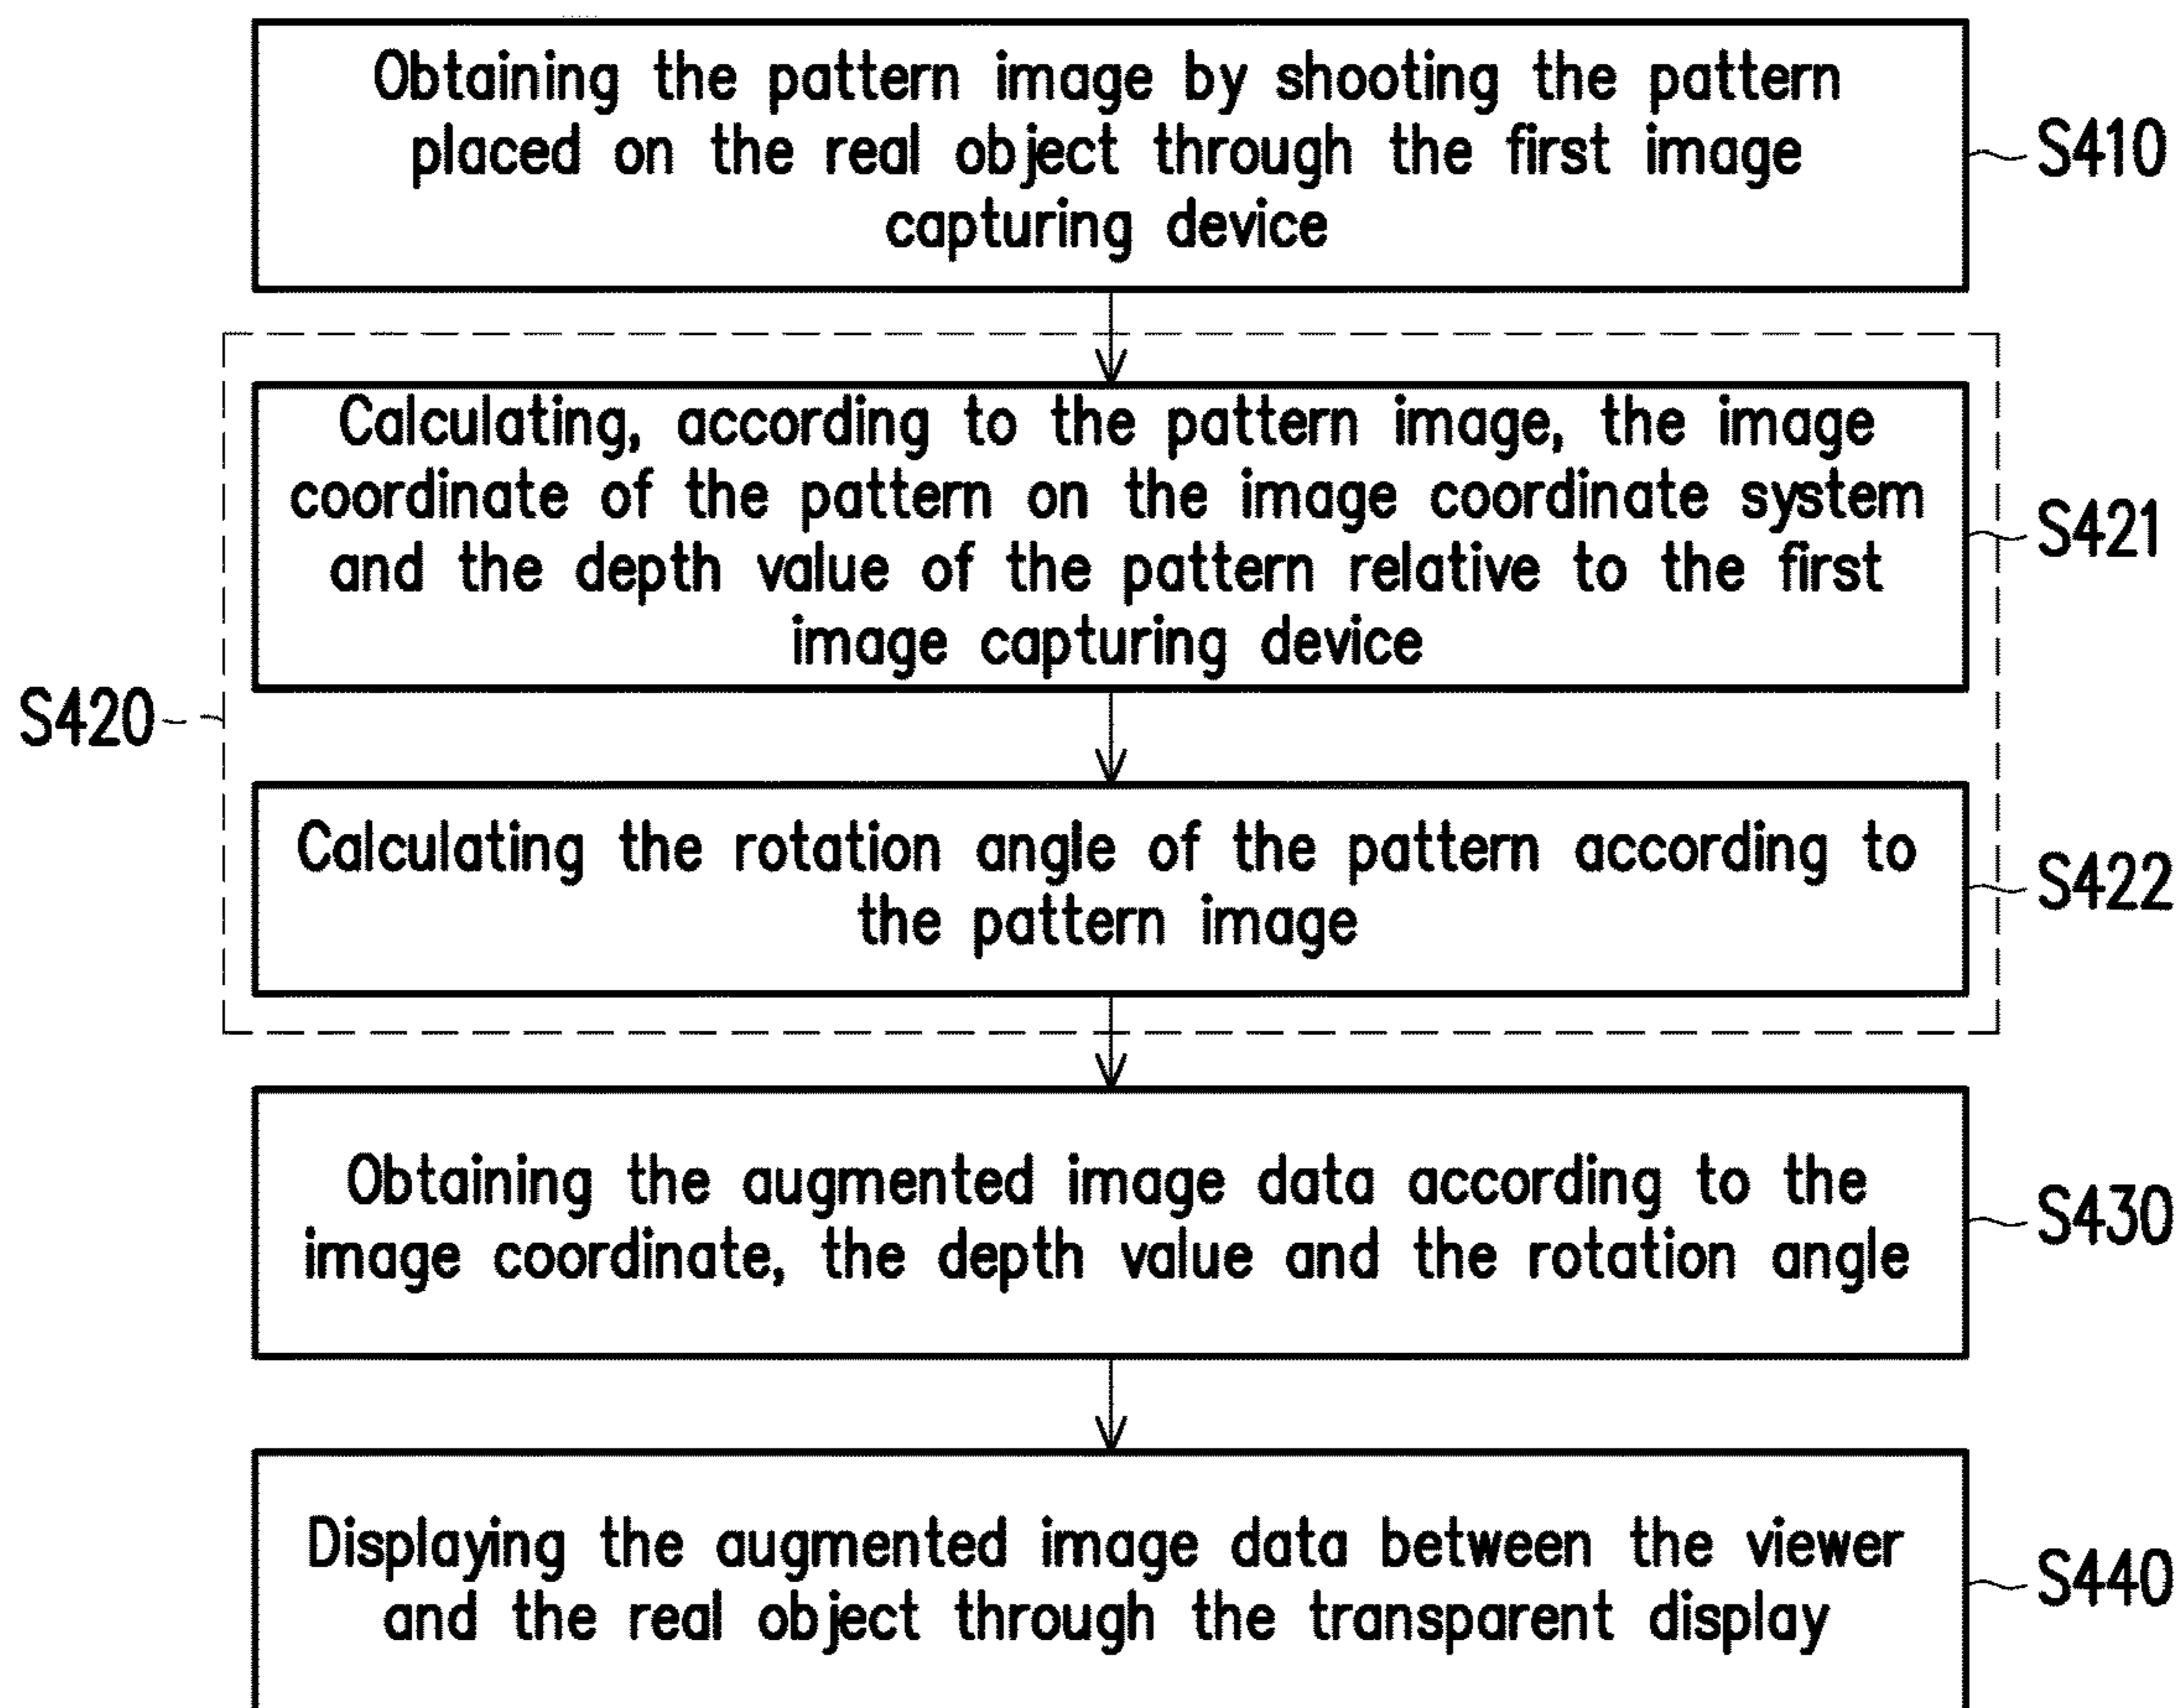 Obtaining the pattern image by shooting the pattern
placed on the real object through the first image
capturing device
S410
Calculating, according to the pattern image, the image
coordinate of the pattern on the image coordinate system
and the depth value of the pattern relative to the first
image capturing device
S421
S420
Calculating the rotation angle of the pattern according to
the pattern image
S422
Obtaining the augmented image data according to the
image coordinate, the depth value and the rotation angle
S430
Displaying the augmented image data between the viewer
and the real object through the transparent display
S440